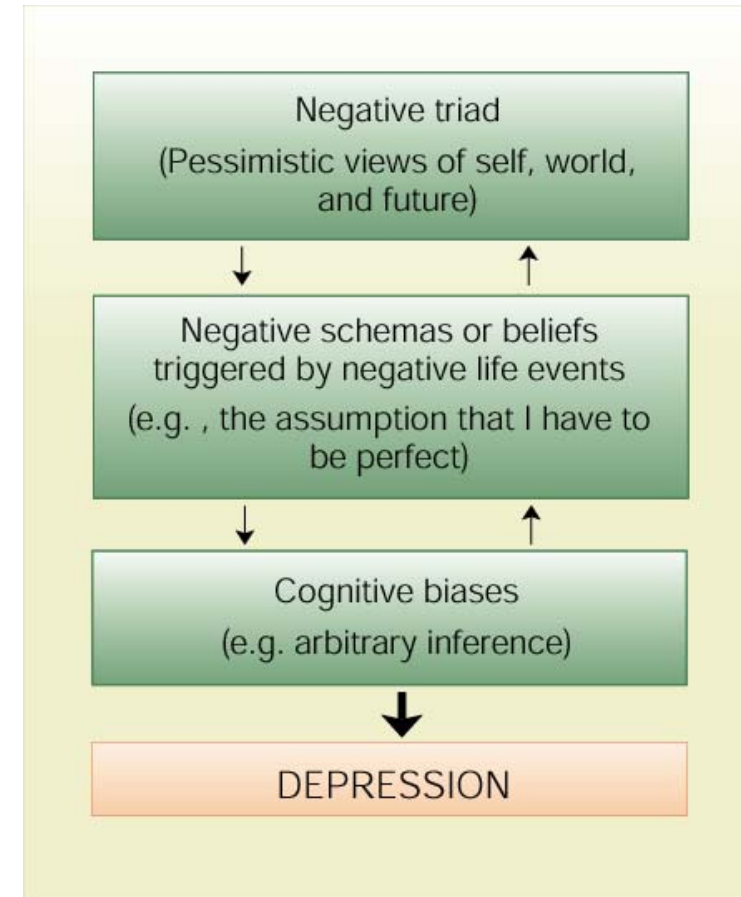 Negative triad
(Pessimistic views of self, world,
and future)
Negative schemas or beliefs
triggered by negative life events
(e.g. , the assumption that I have to
be perfect)
Cognitive biases
(e.g. arbitrary inference)
DEPRESSION